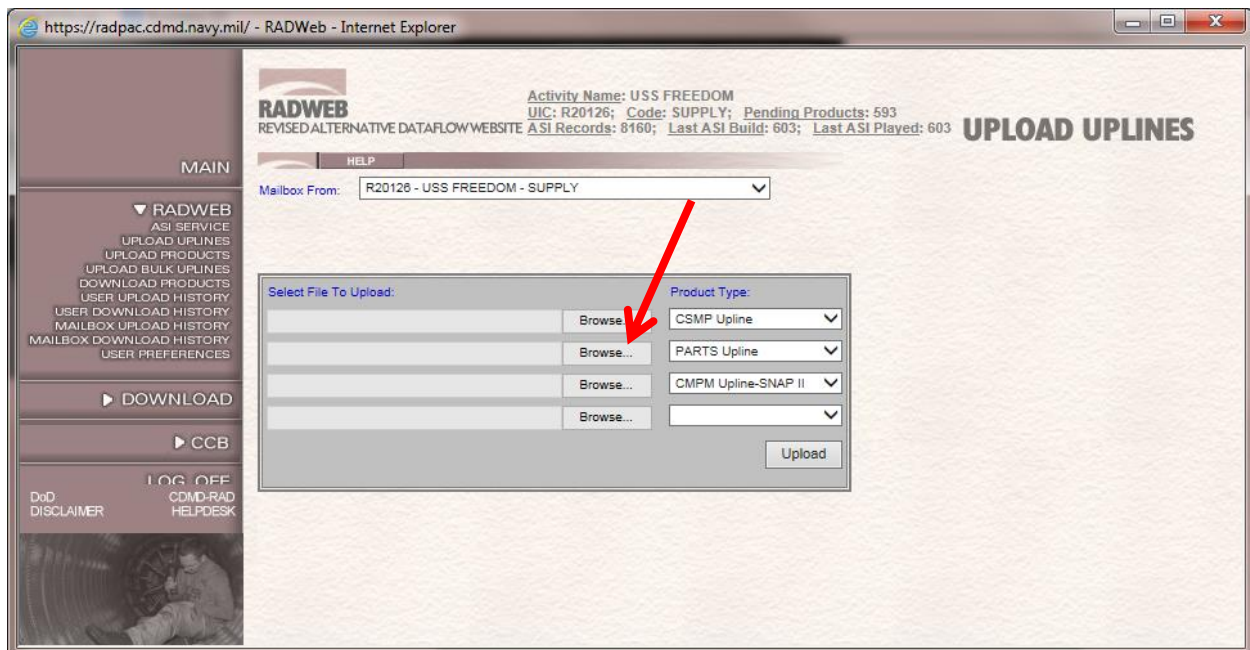 https://radpac.cdmd.navy.mil/ - RADWeb - Internet Explorer
RADWEB
REVISED ALTERNATIVE DATAFLOW WEBSITE
Activity Name: USS FREEDOM
UIC: R20126; Code: SUPPLY; Pending Products: 593
ASI Records: 8160; Last ASI Build: 603; Last ASI Played: 603
UPLOAD UPLINES
HELP
Mailbox From: R20126 - USS FREEDOM - SUPPLY
MAIN
RADWEB
ASI SERVICE
UPLOAD UPLINES
UPLOAD PRODUCTS
UPLOAD BULK UPLINES
DOWNLOAD PRODUCTS
USER UPLOAD HISTORY
USER DOWNLOAD HISTORY
MAILBOX UPLOAD HISTORY
MAILBOX DOWNLOAD HISTORY
USER PREFERENCES
DOWNLOAD
CCB
LOG OFF
DoD CDMD-RAD
DISCLAIMER HELPDESK
Select File To Upload: Product Type:
Browse... CSMP Upline
Browse... PARTS Upline
Browse... CMPM Upline-SNAP II
Browse...
Upload